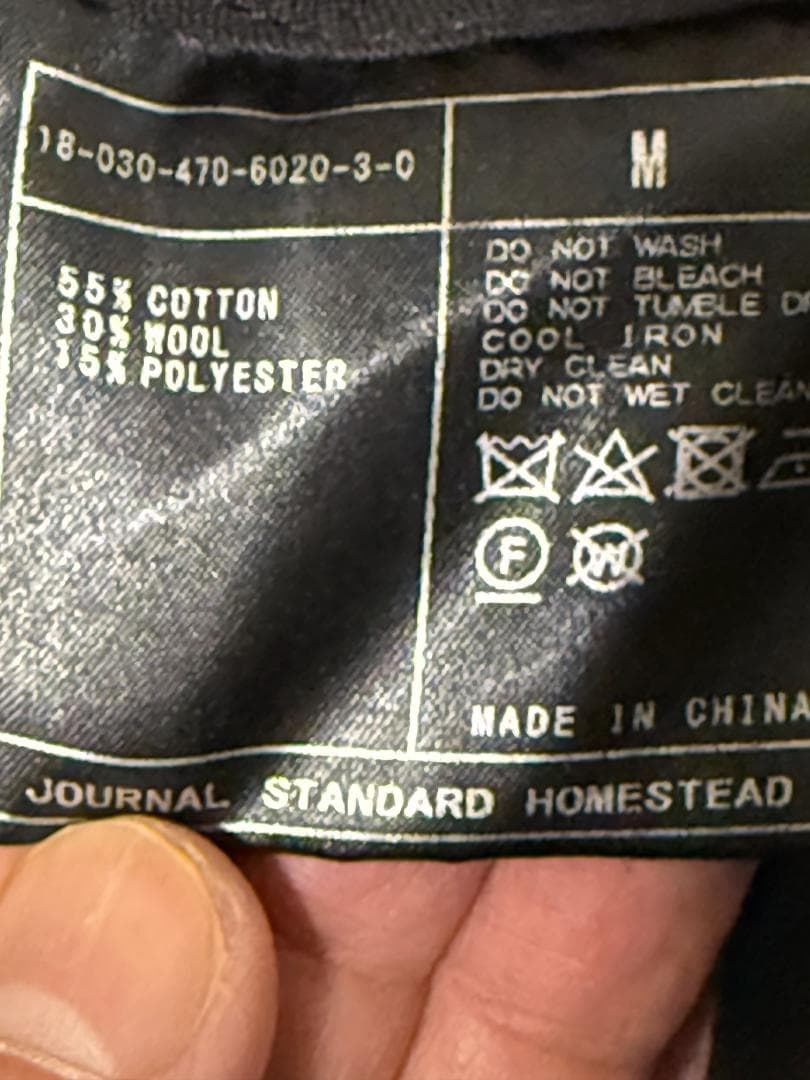 18-030-470-6020-3-0
M
55% COTTON
30% WOOL
15% POLYESTER
DO NOT WASH
DO NOT BLEACH
DO NOT TUMBLE D
COOL IRON
DRY CLEAN
DO NOT WET CLEAN
F
W
MADE IN CHINA
JOURNAL STANDARD HOMESTEAD